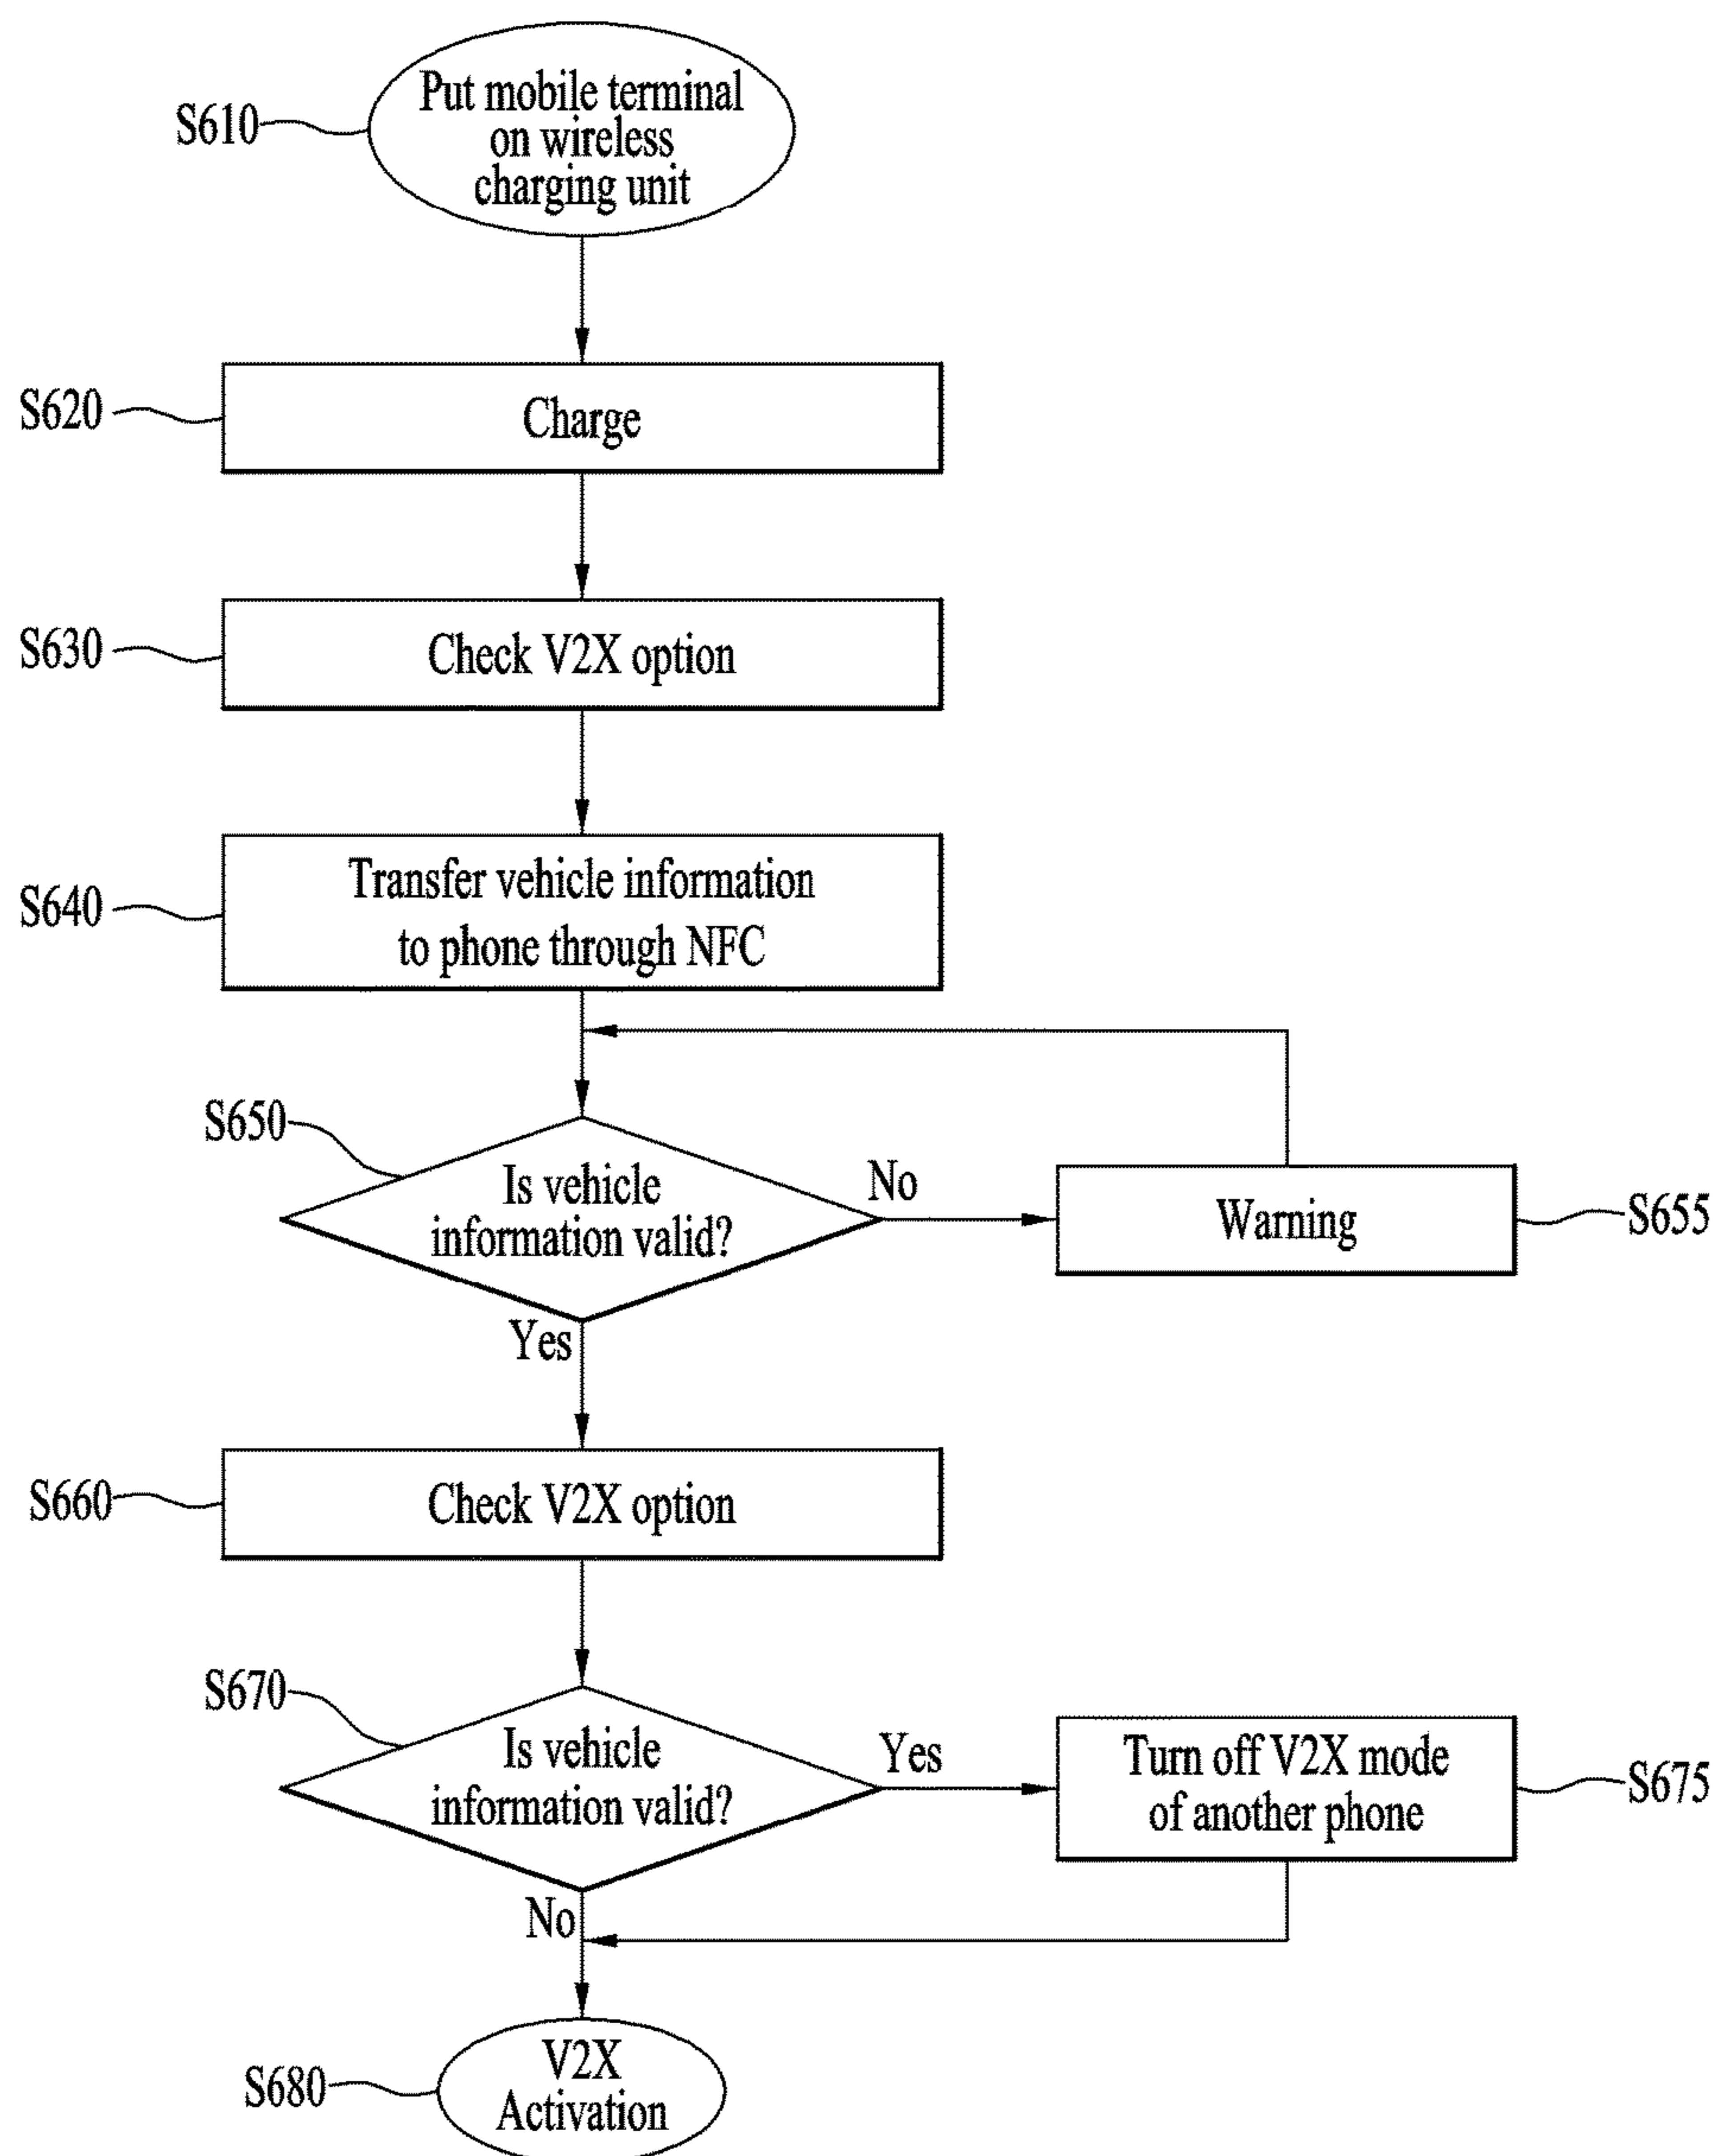 S610
Put mobile terminal
on wireless
charging unit
S620
Charge
S630
Check V2X option
S640
Transfer vehicle information
to phone through NFC
S650
Is vehicle
information valid?
No
Warning
S655
Yes
S660
Check V2X option
S670
Is vehicle
information valid?
Yes
Turn off V2X mode
of another phone
S675
No
S680
V2X
Activation